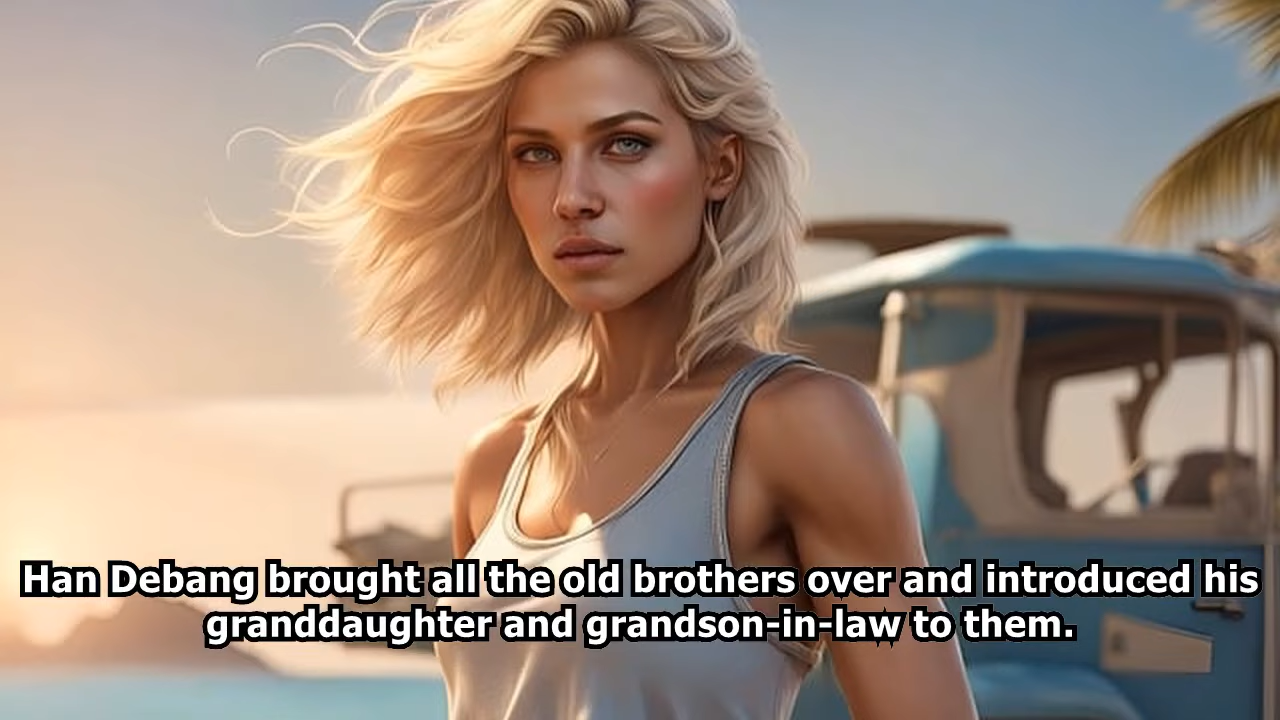 Han Debang brought all the old brothers over and introduced his
granddaughter and grandson-in-law to them.